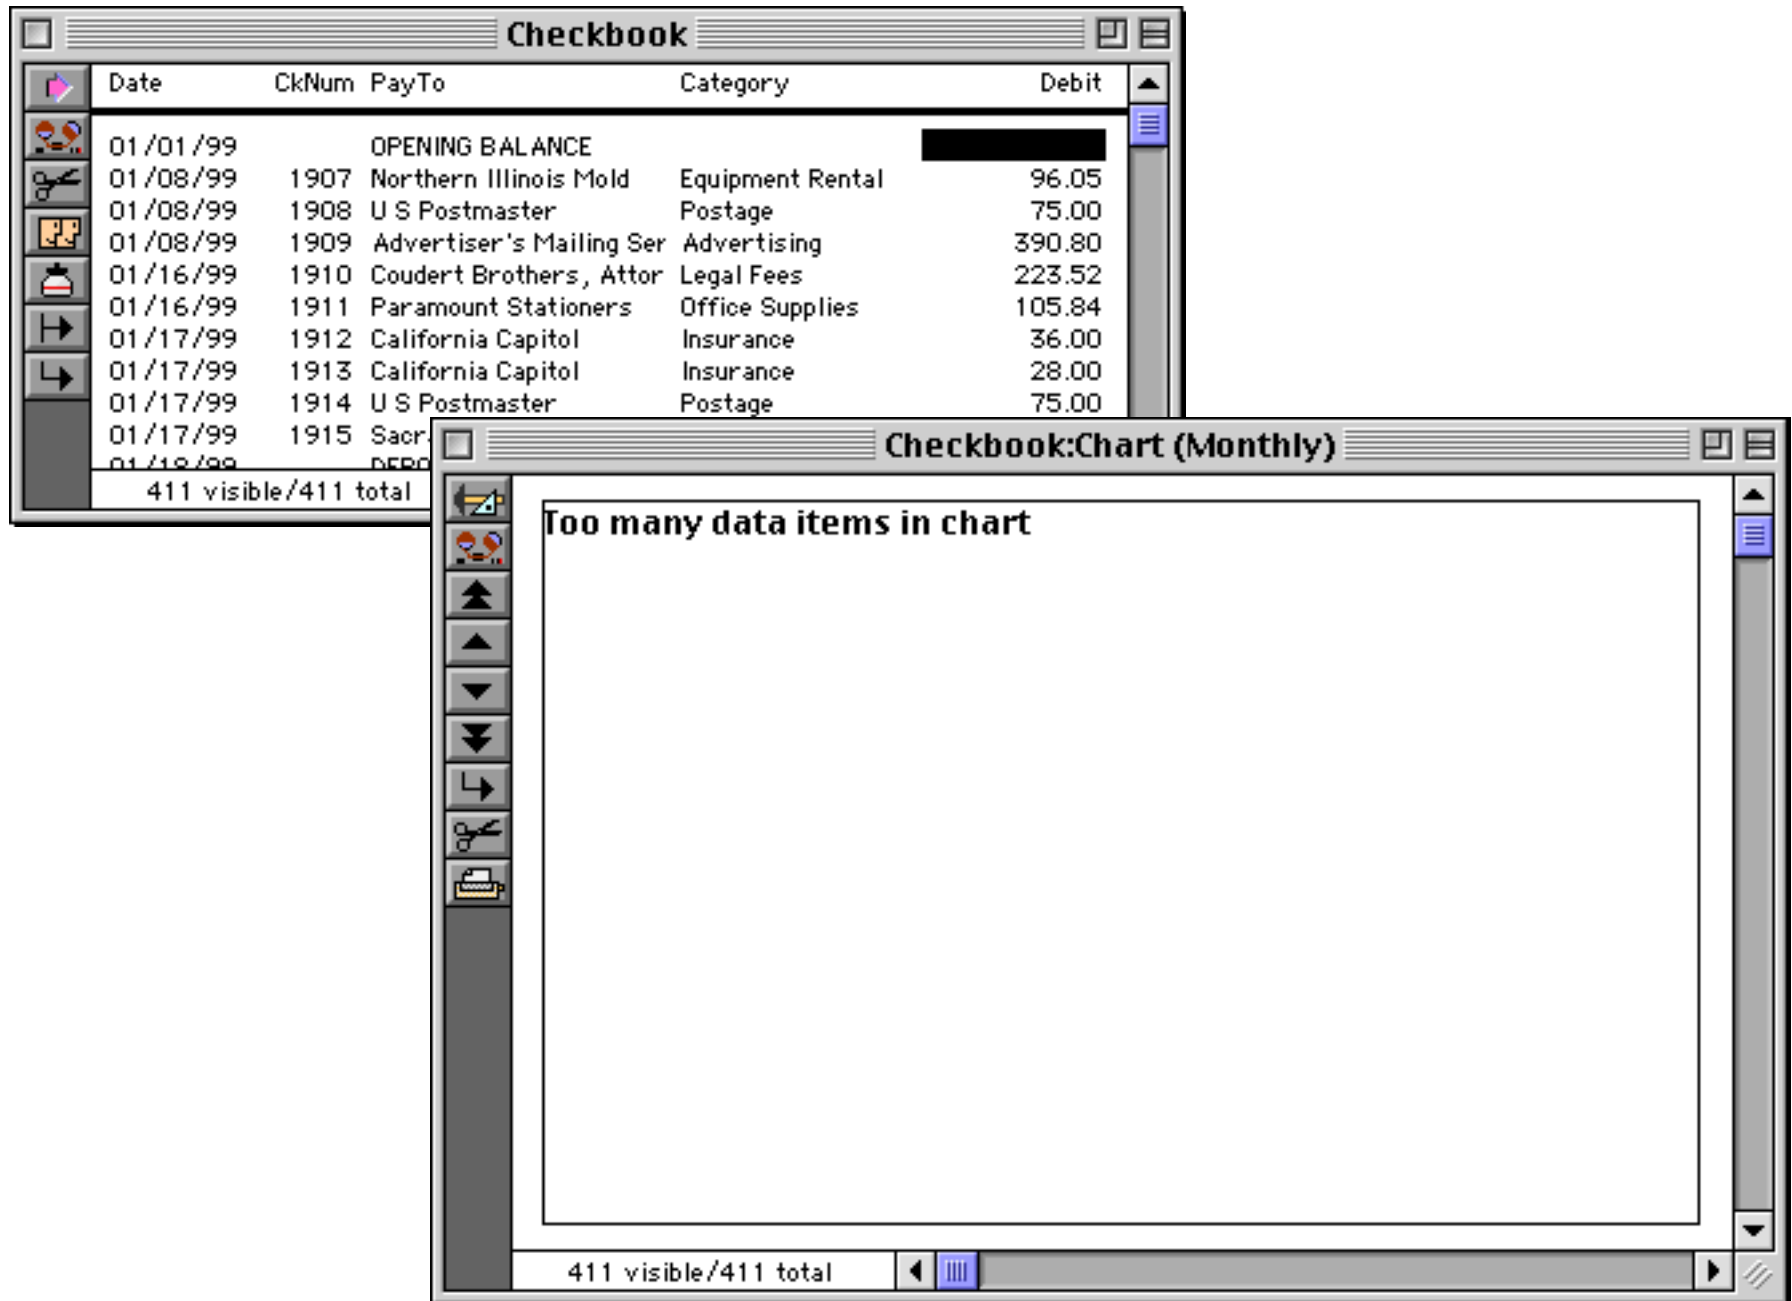 Checkbook
Date CkNum PayTo Category Debit
01/01/99 OPENING BALANCE
01/08/99 1907 Northern Illinois Mold Equipment Rental 96.05
01/08/99 1908 U S Postmaster Postage 75.00
01/08/99 1909 Advertiser's Mailing Ser Advertising 390.80
01/16/99 1910 Coudert Brothers, Attor Legal Fees 223.52
01/16/99 1911 Paramount Stationers Office Supplies 105.84
01/17/99 1912 California Capitol Insurance 36.00
01/17/99 1913 California Capitol Insurance 28.00
01/17/99 1914 U S Postmaster Postage 75.00
01/17/99 1915 Sacr
01/18/99 DEPO
411 visible/411 total
Checkbook:Chart (Monthly)
Too many data items in chart
411 visible/411 total